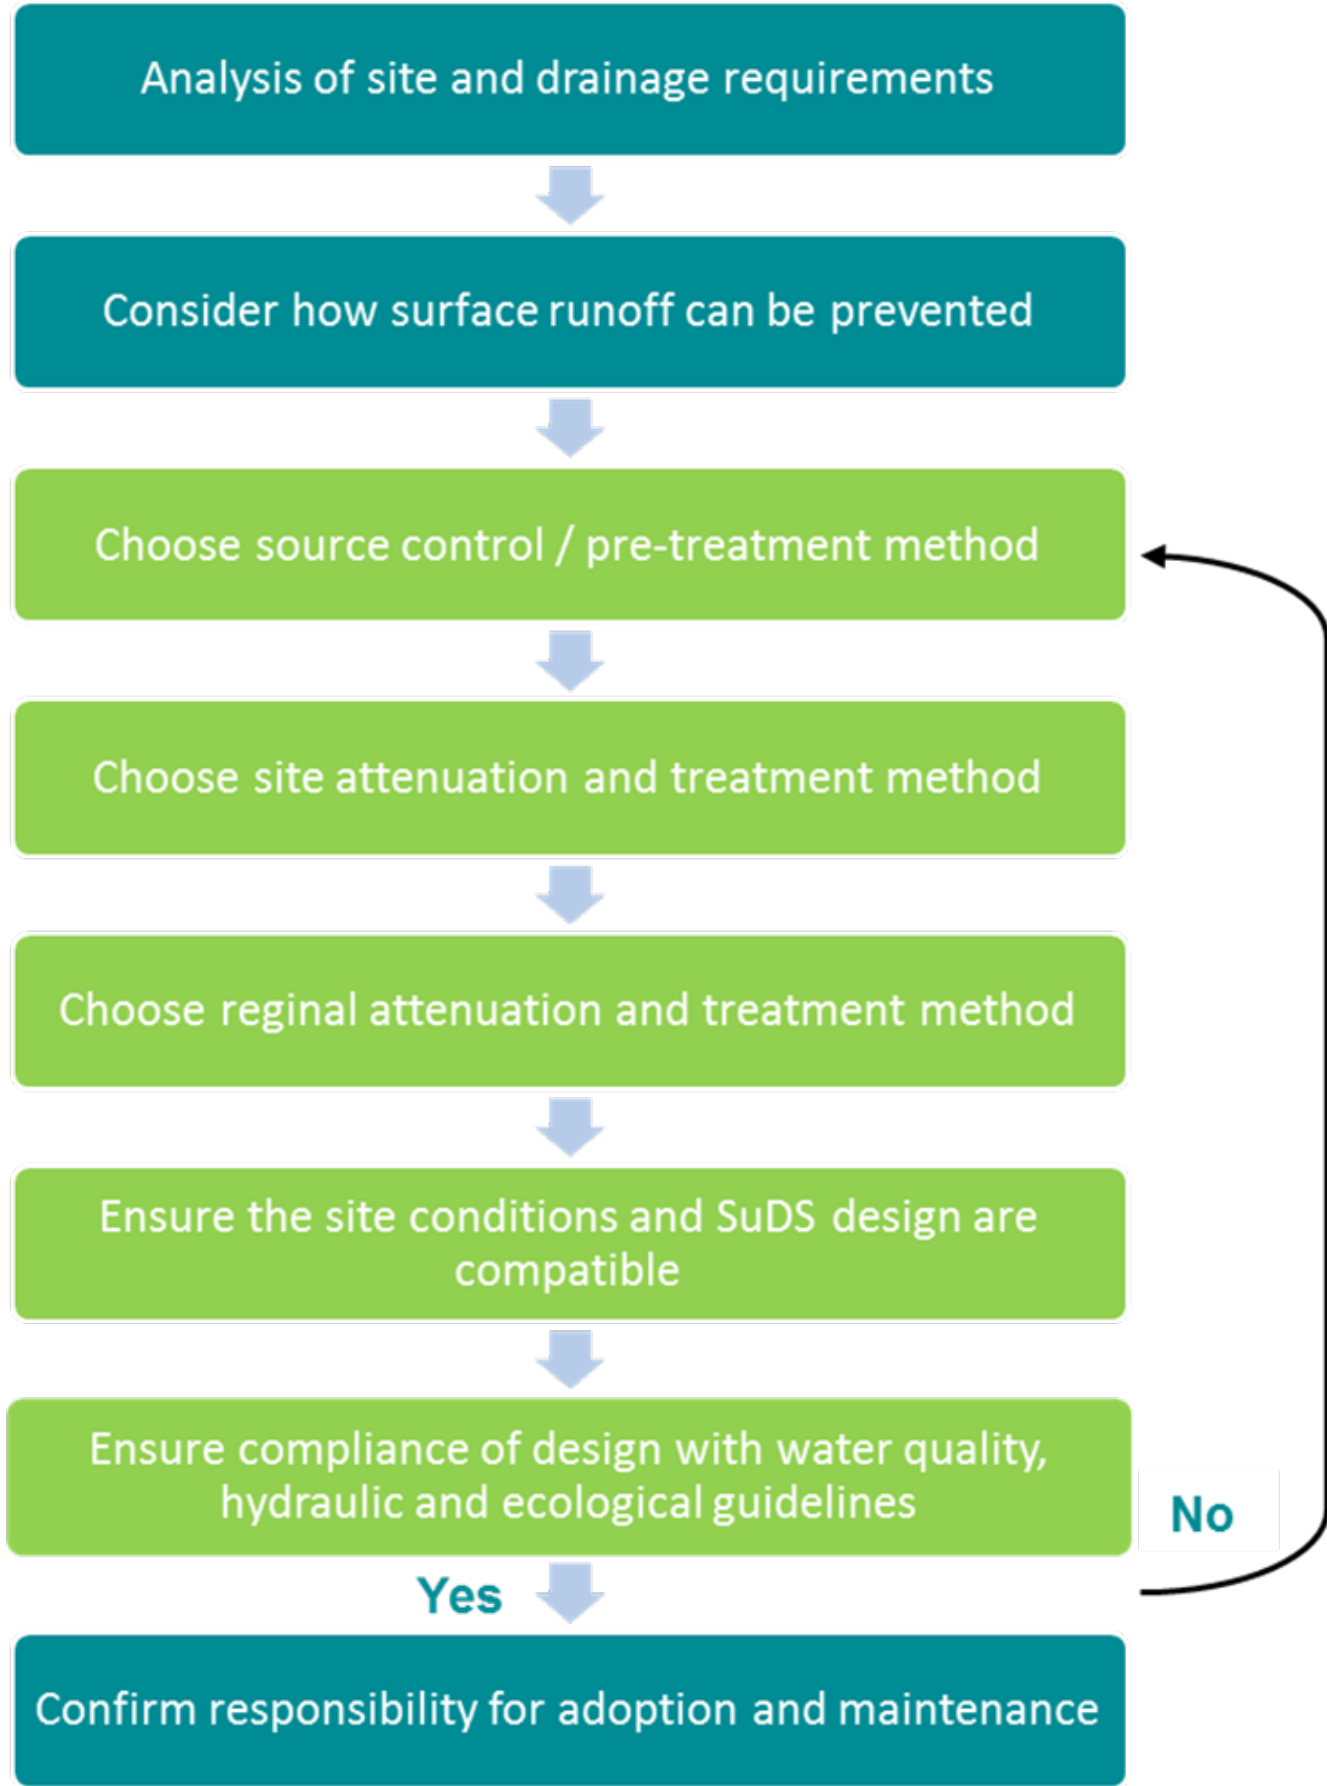 Analysis of site and drainage requirements
Consider how surface runoff can be prevented
Choose source control / pre-treatment method
Choose site attenuation and treatment method
Choose reginal attenuation and treatment method
Ensure the site conditions and SuDS design are
compatible
Ensure compliance of design with water quality,
hydraulic and ecological guidelines
No
Yes
Confirm responsibility for adoption and maintenance